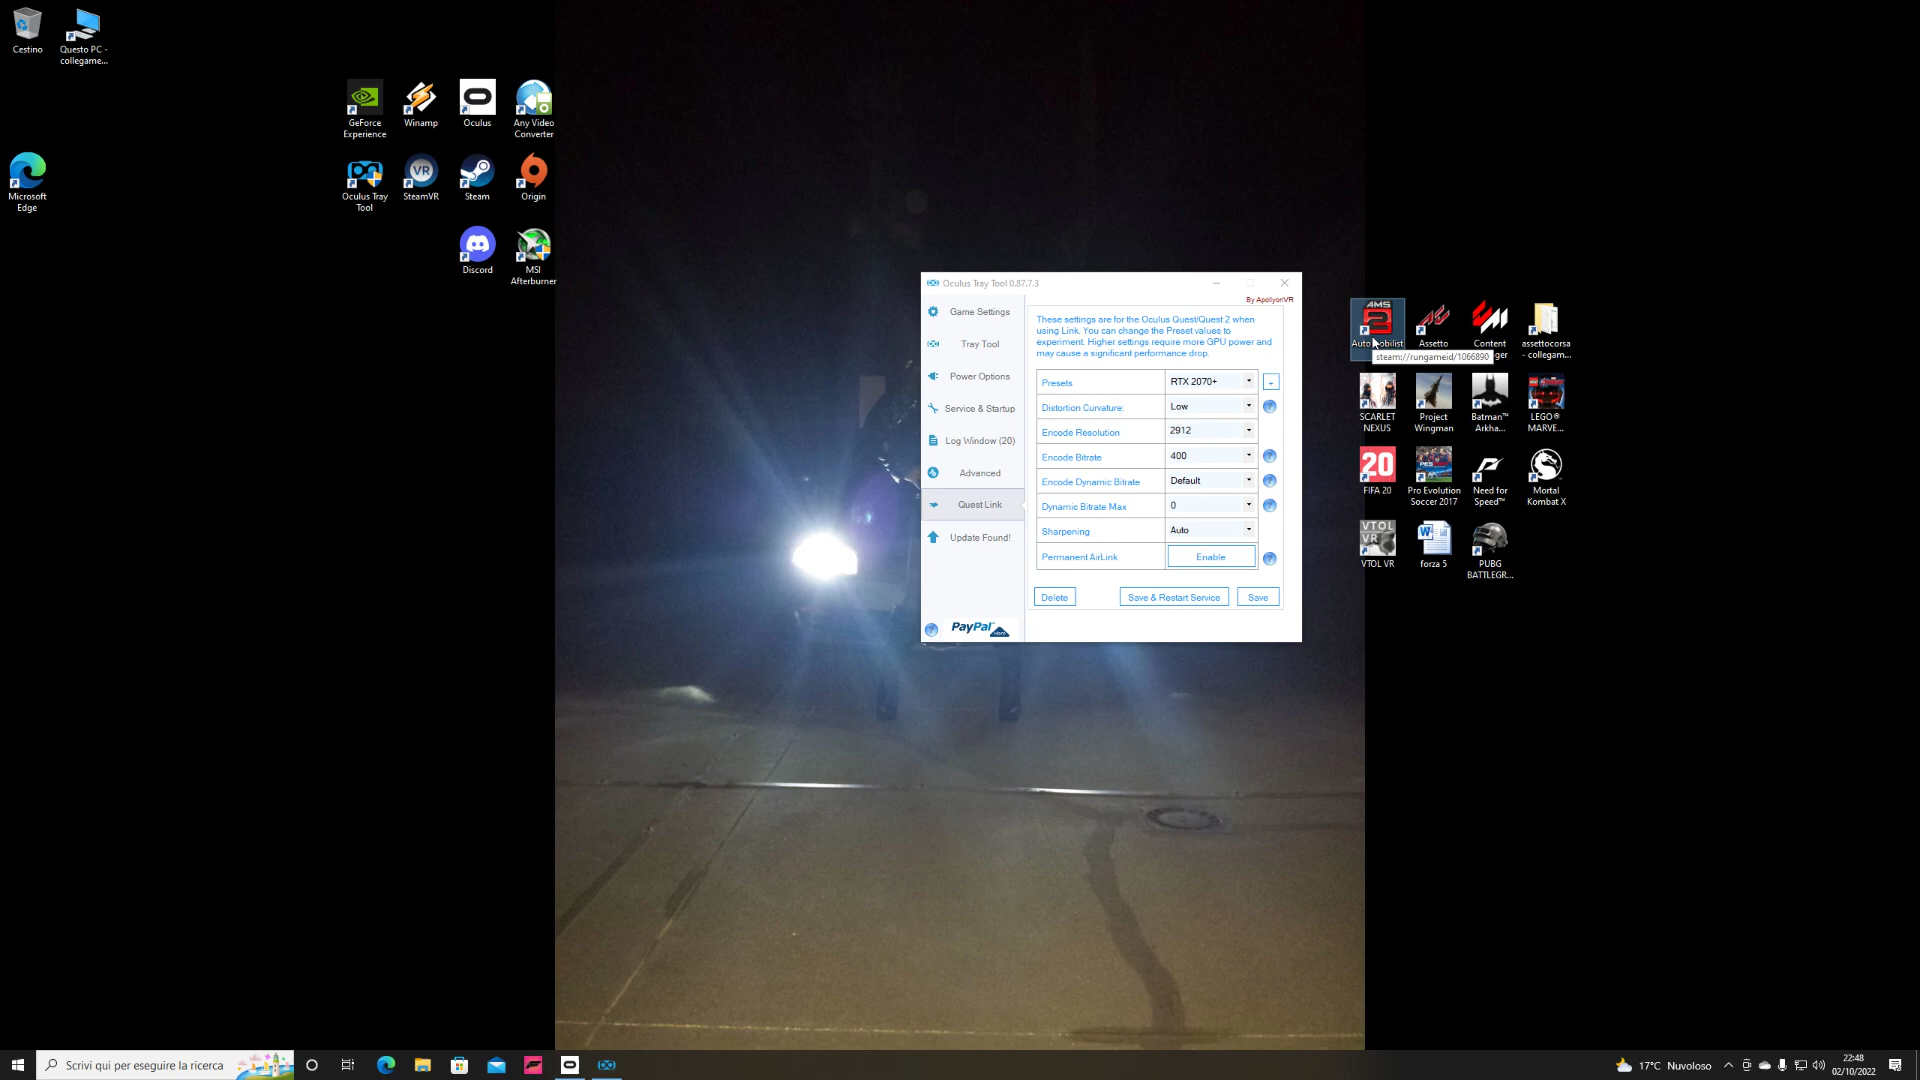 Cestino
Questo PC -
collegame...
GeForce
Experience
Winamp
Oculus
Any Video
Converter
Microsoft
Edge
Oculus Tray
Tool
VR
SteamVR
Steam
Origin
Discord
MSI
Afterburner
Oculus Tray Tool 0.87.7.3
By ApollyonVR
Game Settings
Tray Tool
Power Options
Service & Startup
Log Window (20)
Advanced
Quest Link
Update Found!
PayPal
These settings are for the Oculus Quest/Quest 2 when
using Link. You can change the Preset values to
experiment. Higher settings require more GPU power and
may cause a significant performance drop.
Presets RTX 2070+ +
Distortion Curvature: Low
Encode Resolution 2912
Encode Bitrate 400
Encode Dynamic Bitrate Default
Dynamic Bitrate Max 0
Sharpening Auto
Permanent AirLink Enable
Delete Save & Restart Service Save
AMS
2
Automobilist
Assetto
Content
ger
assettocorsa
- collegam...
steam://rungameid/1066890
SCARLET
NEXUS
Project
Wingman
Batman™
Arkha...
LEGO®
MARVE...
20
FIFA 20
PES
Pro Evolution
Soccer 2017
Need for
Speed™
Mortal
Kombat X
VTOL
VR
VTOL VR
W
forza 5
PUBG
BATTLEGR...
Scrivi qui per eseguire la ricerca
17°C Nuvoloso
22:48
02/10/2022